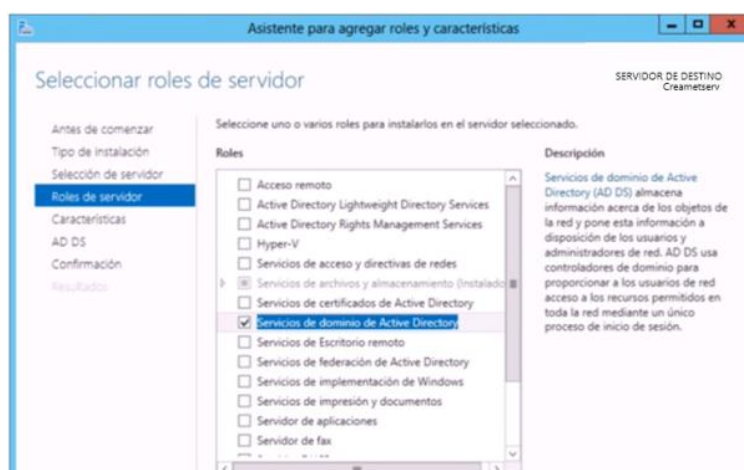 Asistente para agregar roles y características
Seleccionar roles de servidor
SERVIDOR DE DESTINO
Creametserv
Antes de comenzar
Tipo de instalación
Selección de servidor
Roles de servidor
Características
AD DS
Confirmación
Resultados
Seleccione uno o varios roles para instalarlos en el servidor seleccionado.
Roles
Acceso remoto
Active Directory Lightweight Directory Services
Active Directory Rights Management Services
Hyper-V
Servicios de acceso y directivas de redes
Servicios de archivos y almacenamiento (Instalado
Servicios de certificados de Active Directory
Servicios de dominio de Active Directory
Servicios de Escritorio remoto
Servicios de federación de Active Directory
Servicios de implementación de Windows
Servicios de impresión y documentos
Servidor de aplicaciones
Servidor de fax
Descripción
Servicios de dominio de Active
Directory (AD DS) almacena
información acerca de los objetos de
la red y pone esta información a
disposición de los usuarios y
administradores de red. AD DS usa
controladores de dominio para
proporcionar a los usuarios de red
acceso a los recursos permitidos en
toda la red mediante un único
proceso de inicio de sesión.